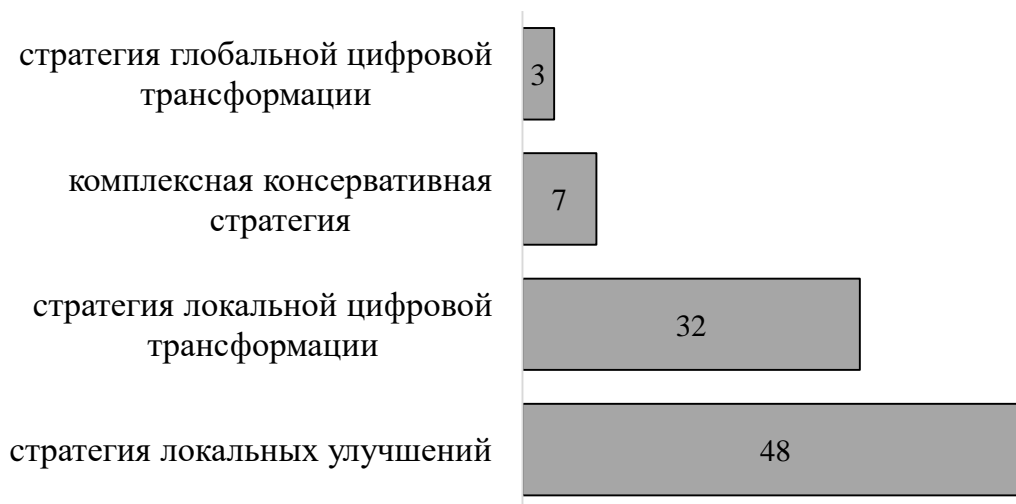 стратегия глобальной цифровой
трансформации
3
комплексная консервативная
стратегия
7
стратегия локальной цифровой
трансформации
32
стратегия локальных улучшений
48